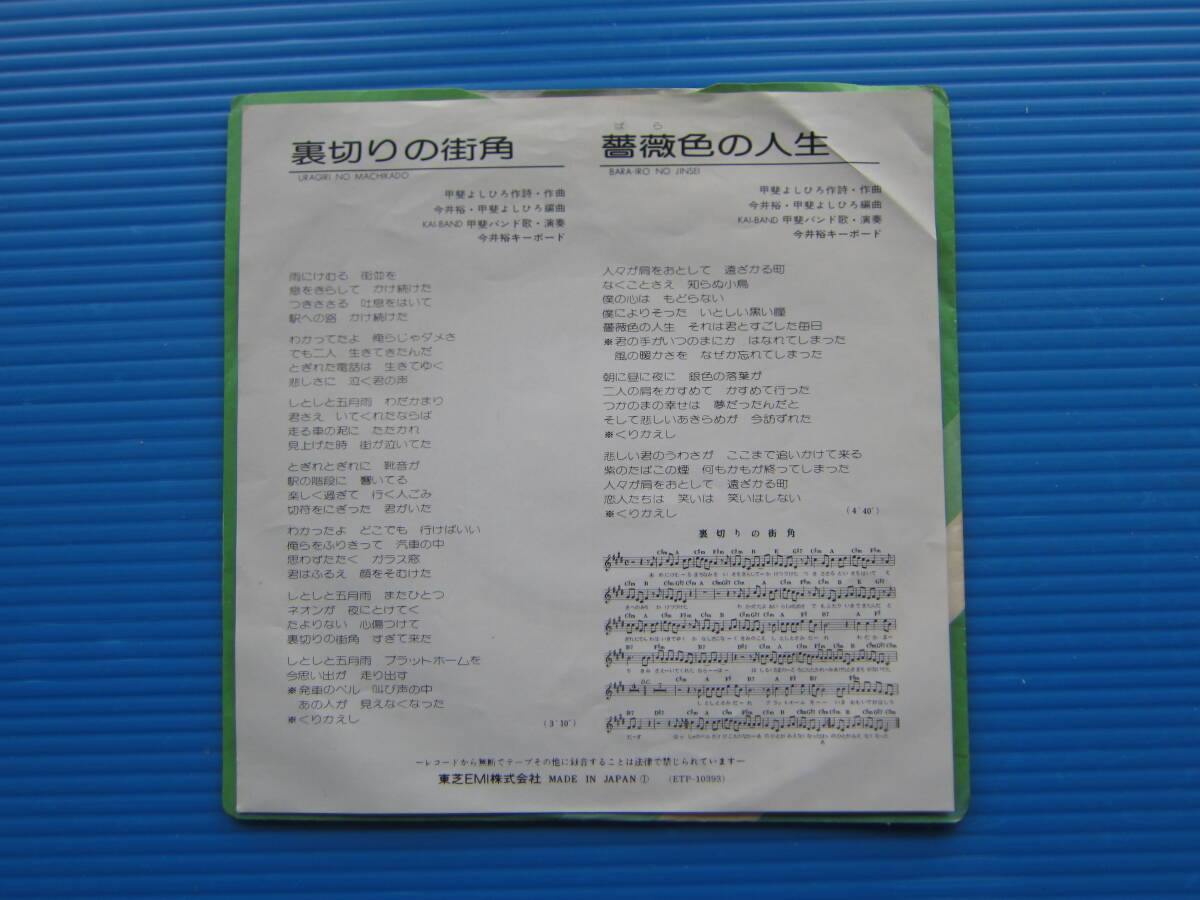 裏切りの街角
URAGIRI NO MACHIKADO
甲斐よしひろ作詩・作曲
今井裕・甲斐よしひろ編曲
KAI-BAND 甲斐バンド歌・演奏
今井裕キーボード
雨にけむる 街並を
息をきらして かけ続けた
つきささる 吐息をはいて
駅への路 かけ続けた
わかってたよ 俺らじゃダメさ
でも二人 生きてきたんだ
とぎれた電話は 生きてゆく
悲しさに 泣く君の声
しとしと五月雨 わだかまり
君さえ いてくれたならば
走る車の泥に たたかれ
見上げた時 街が泣いてた
とぎれとぎれに 靴音が
駅の階段に 響いてる
楽しく過ぎて 行く人ごみ
切符をにぎった 君がいた
わかったよ どこでも 行けばいい
俺らをふりきって 汽車の中
思わずたたく ガラス窓
君はふるえ 顔をそむけた
しとしと五月雨 またひとつ
ネオンが 夜にとけてく
たよりない 心傷つけて
裏切りの街角 すぎて来た
しとしと五月雨 プラットホームを
今思い出が 走り出す
※発車のベル 叫び声の中
あの人が 見えなくなった
※くりかえし
(3′10″)
ばら
薔薇色の人生
BARA-IRO NO JINSEI
甲斐よしひろ作詩・作曲
今井裕・甲斐よしひろ編曲
KAI-BAND 甲斐バンド歌・演奏
今井裕キーボード
人々が肩をおとして 遠ざかる町
なくことさえ 知らぬ小鳥
僕の心は もどらない
僕によりそった いとしい黒い瞳
薔薇色の人生 それは君とすごした毎日
※君の手がいつのまにか はなれてしまった
風の暖かさを なぜか忘れてしまった
朝に昼に夜に 銀色の落葉が
二人の肩をかすめて かすめて行った
つかのまの幸せは 夢だったんだと
そして悲しいあきらめが 今訪ずれた
※くりかえし
悲しい君のうわさが ここまで追いかけて来る
紫のたばこの煙 何もかもが終ってしまった
人々が肩をおとして 遠ざかる町
恋人たちは 笑いは 笑いはしない
※くりかえし
(4′40″)
裏切りの街角
―レコードから無断でテープその他に録音することは法律で禁じられています―
東芝EMI株式会社 MADE IN JAPAN ① (ETP-10393)